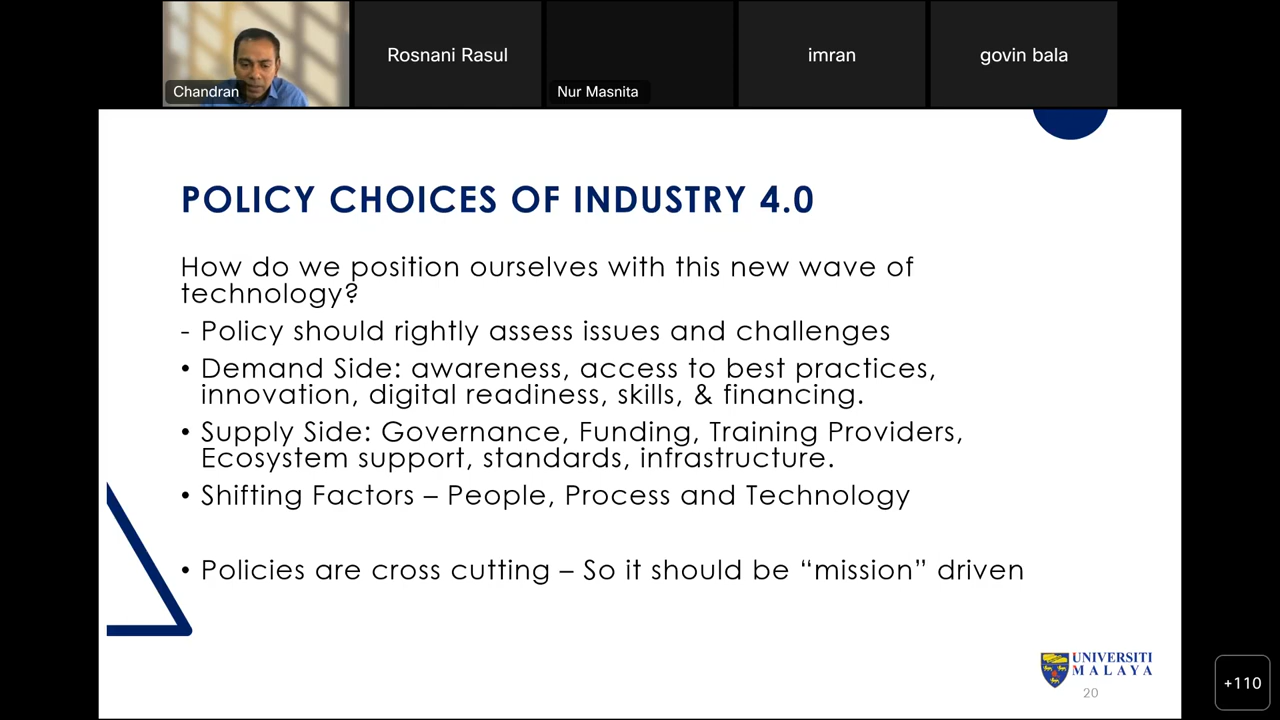 Rosnani Rasul
imran
govin bala
Chandran
Nur Masnita
POLICY CHOICES OF INDUSTRY 4.0
How do we position ourselves with this new wave of
technology?
- Policy should rightly assess issues and challenges
• Demand Side: awareness, access to best practices,
innovation, digital readiness, skills, & financing.
• Supply Side: Governance, Funding, Training Providers,
Ecosystem support, standards, infrastructure.
• Shifting Factors – People, Process and Technology
• Policies are cross cutting – So it should be “mission” driven
UNIVERSITI
MALAYA
20
+110